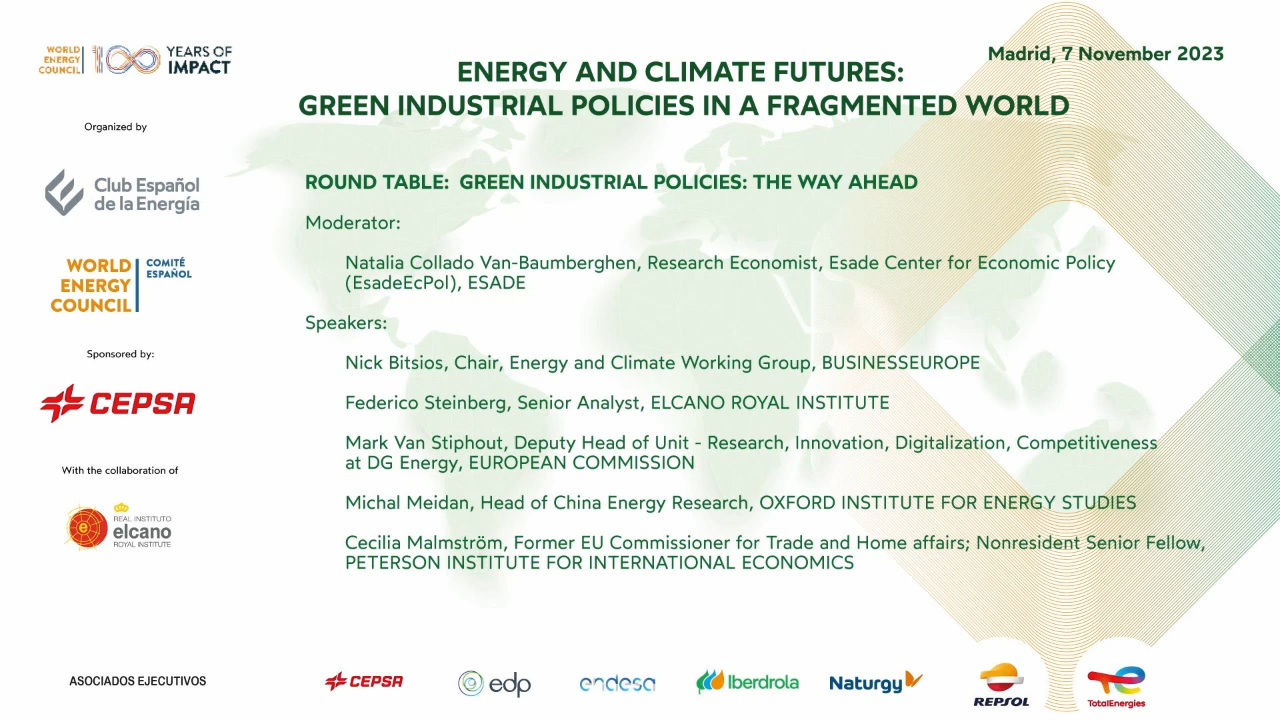 WORLD
ENERGY
COUNCIL
100 YEARS OF
IMPACT
Madrid, 7 November 2023
ENERGY AND CLIMATE FUTURES:
GREEN INDUSTRIAL POLICIES IN A FRAGMENTED WORLD
Organized by
Club Español
de la Energía
WORLD
ENERGY
COUNCIL
COMITÉ
ESPAÑOL
Sponsored by:
CEPSA
With the collaboration of
e
REAL INSTITUTO
elcano
ROYAL INSTITUTE
ROUND TABLE: GREEN INDUSTRIAL POLICIES: THE WAY AHEAD
Moderator:
Natalia Collado Van-Baumberghen, Research Economist, Esade Center for Economic Policy
(EsadeEcPol), ESADE
Speakers:
Nick Bitsios, Chair, Energy and Climate Working Group, BUSINESSEUROPE
Federico Steinberg, Senior Analyst, ELCANO ROYAL INSTITUTE
Mark Van Stiphout, Deputy Head of Unit - Research, Innovation, Digitalization, Competitiveness
at DG Energy, EUROPEAN COMMISSION
Michal Meidan, Head of China Energy Research, OXFORD INSTITUTE FOR ENERGY STUDIES
Cecilia Malmström, Former EU Commissioner for Trade and Home affairs; Nonresident Senior Fellow,
PETERSON INSTITUTE FOR INTERNATIONAL ECONOMICS
ASOCIADOS EJECUTIVOS
CEPSA
edp
endesa
Iberdrola
Naturgy
REPSOL
TotalEnergies